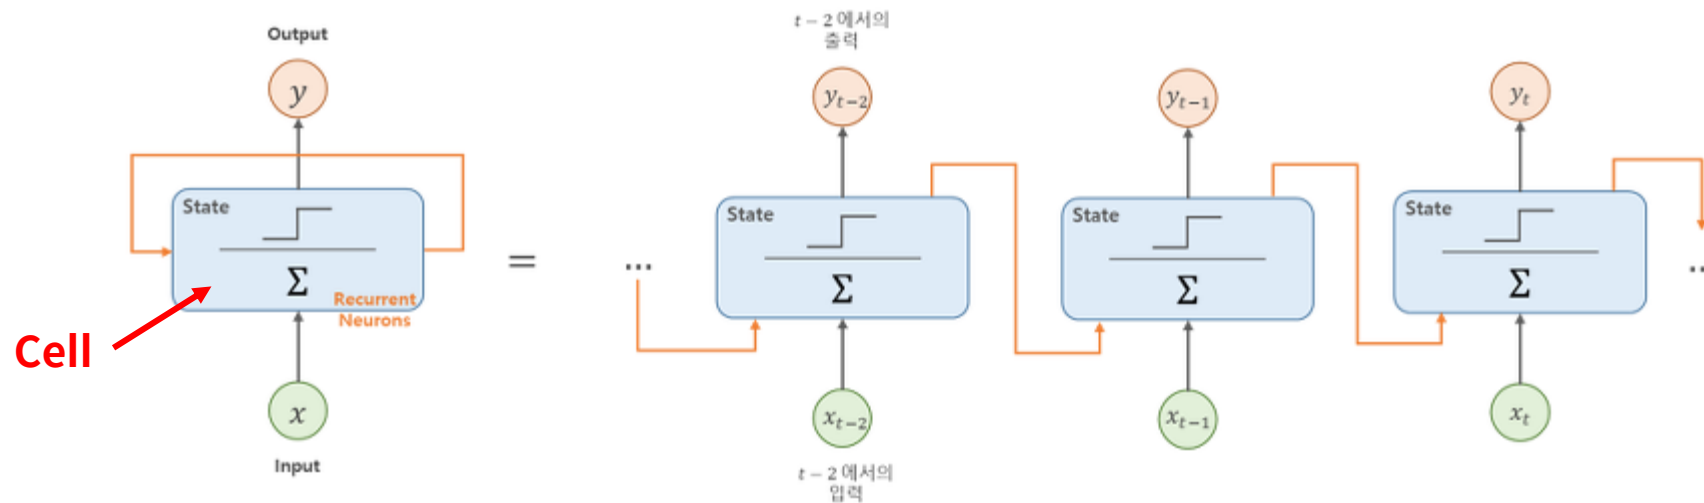 Output
y
State
Σ
Recurrent
Neurons
Cell
x
Input
=
...
t − 2 에서의
출력
y_{t−2}
State
Σ
x_{t−2}
t − 2 에서의
입력
y_{t−1}
State
Σ
x_{t−1}
y_t
State
Σ
x_t
...